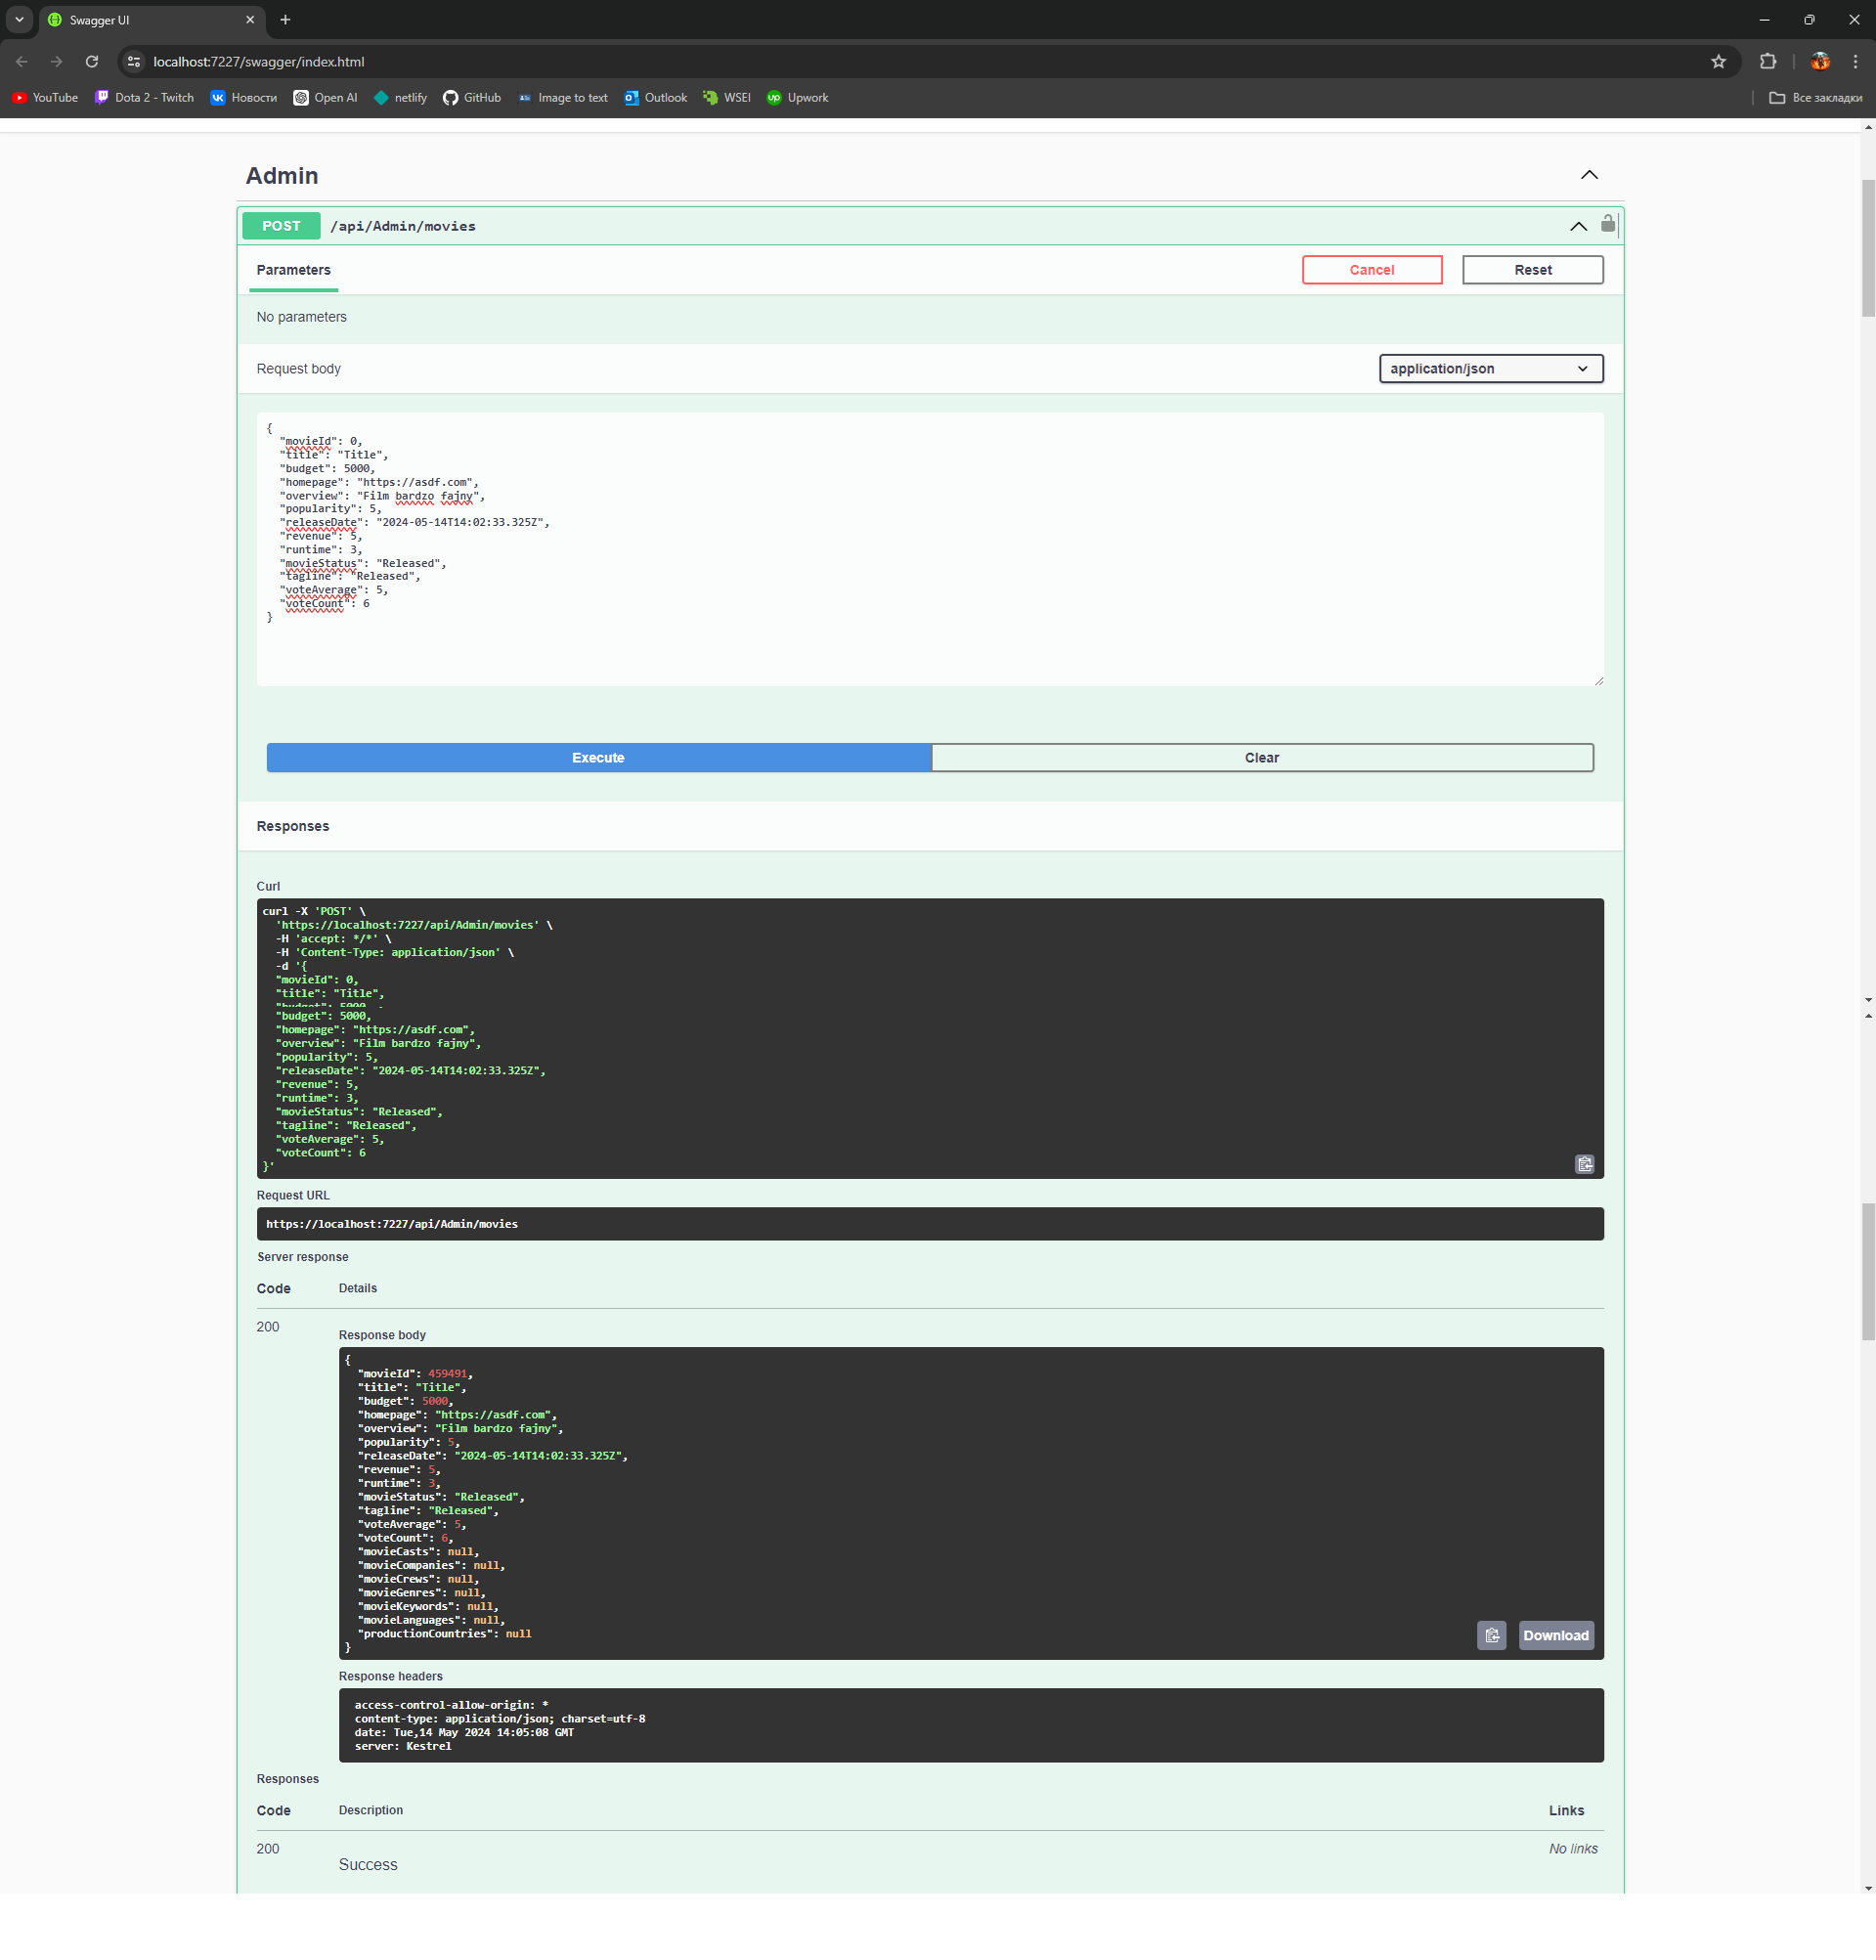 Swagger UI
localhost:7227/swagger/index.html
YouTube Dota 2 - Twitch Новости Open AI netlify GitHub Image to text Outlook WSEI Upwork Все закладки
Admin
POST /api/Admin/movies
Parameters Cancel Reset
No parameters
Request body application/json
{
"movieId": 0,
"title": "Title",
"budget": 5000,
"homepage": "https://asdf.com",
"overview": "Film bardzo fajny",
"popularity": 5,
"releaseDate": "2024-05-14T14:02:33.325Z",
"revenue": 5,
"runtime": 3,
"movieStatus": "Released",
"tagline": "Released",
"voteAverage": 5,
"voteCount": 6
}
Execute Clear
Responses
Curl
curl -X 'POST' \
'https://localhost:7227/api/Admin/movies' \
-H 'accept: */*' \
-H 'Content-Type: application/json' \
-d '{
"movieId": 0,
"title": "Title",
"budget": 5000,
"budget": 5000,
"homepage": "https://asdf.com",
"overview": "Film bardzo fajny",
"popularity": 5,
"releaseDate": "2024-05-14T14:02:33.325Z",
"revenue": 5,
"runtime": 3,
"movieStatus": "Released",
"tagline": "Released",
"voteAverage": 5,
"voteCount": 6
}'
Request URL
https://localhost:7227/api/Admin/movies
Server response
Code Details
200
Response body
{
"movieId": 459491,
"title": "Title",
"budget": 5000,
"homepage": "https://asdf.com",
"overview": "Film bardzo fajny",
"popularity": 5,
"releaseDate": "2024-05-14T14:02:33.325Z",
"revenue": 5,
"runtime": 3,
"movieStatus": "Released",
"tagline": "Released",
"voteAverage": 5,
"voteCount": 6,
"movieCasts": null,
"movieCompanies": null,
"movieCrews": null,
"movieGenres": null,
"movieKeywords": null,
"movieLanguages": null,
"productionCountries": null
}
Download
Response headers
access-control-allow-origin: *
content-type: application/json; charset=utf-8
date: Tue,14 May 2024 14:05:08 GMT
server: Kestrel
Responses
Code Description Links
200 No links
Success